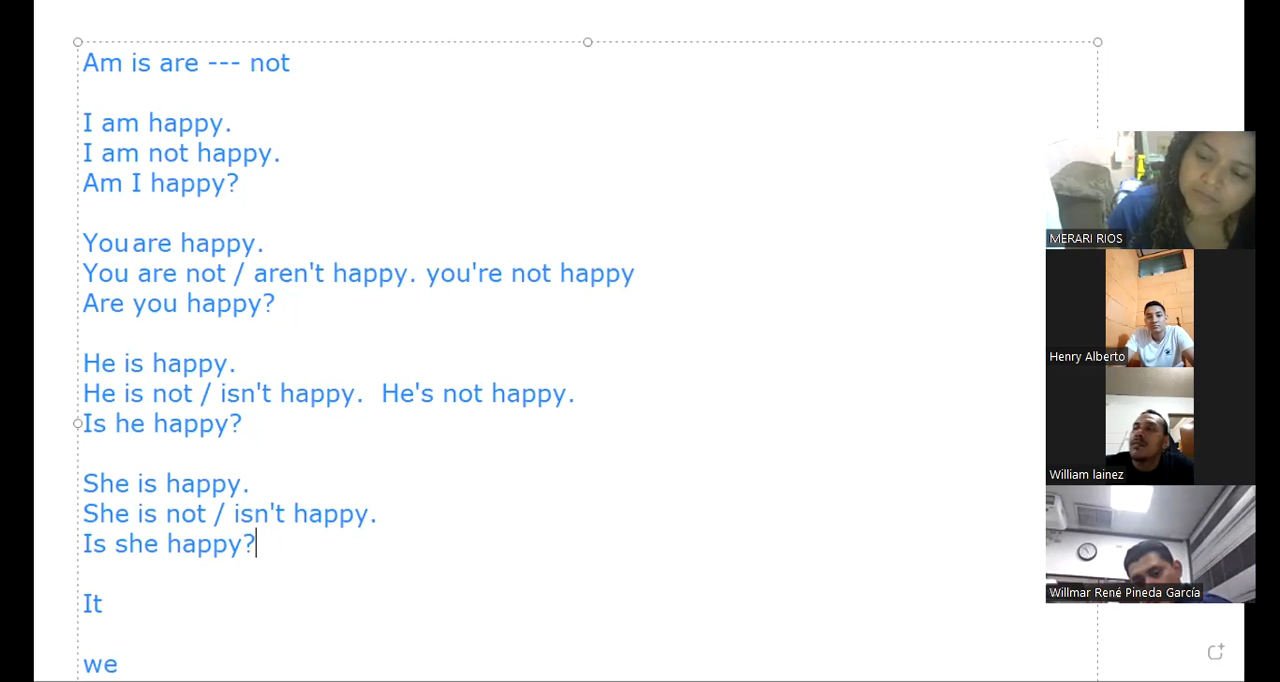 Am is are --- not
I am happy.
I am not happy.
Am I happy?
You are happy.
You are not / aren't happy. you're not happy
Are you happy?
He is happy.
He is not / isn't happy.  He's not happy.
Is he happy?
She is happy.
She is not / isn't happy.
Is she happy?
It
we
MERARI RIOS
Henry Alberto
William lainez
Willmar René Pineda García